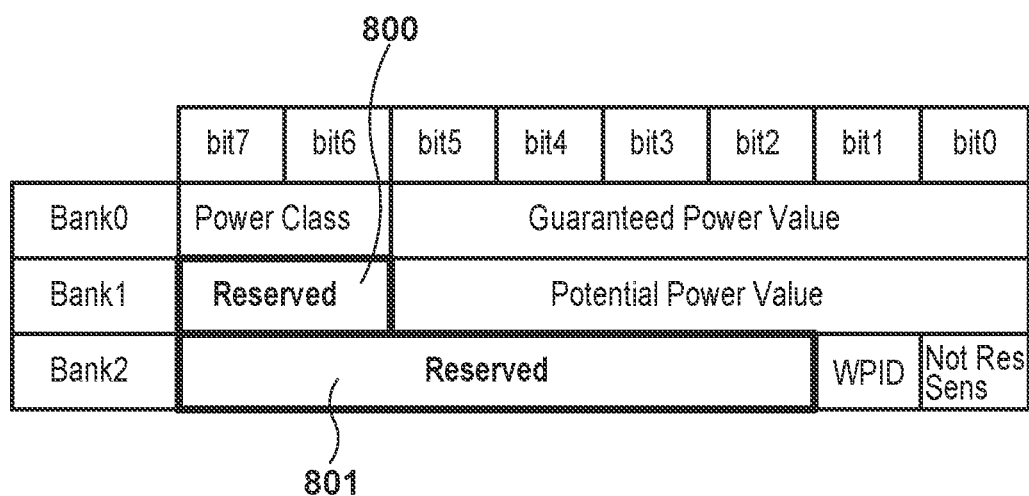 800
bit7 bit6 bit5 bit4 bit3 bit2 bit1 bit0
Bank0 Power Class Guaranteed Power Value
Bank1 Reserved Potential Power Value
Bank2 Reserved WPID Not Res
Sens
801